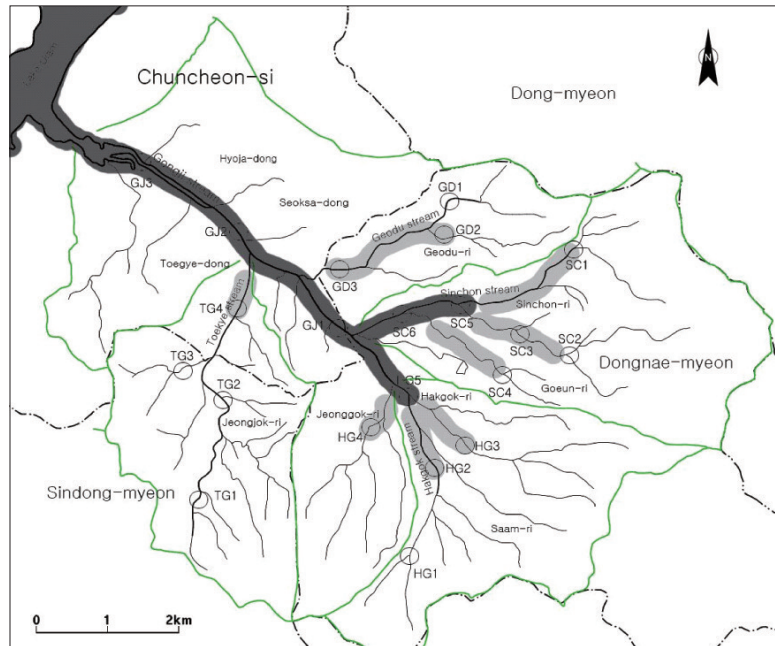 Chuncheon-si
Dong-myeon
N
Hyoja-dong
Gongji stream
GJ3
Seoksa-dong
GD1
GJ2
Geodu stream
GD2
Geodu-ri
SC1
Toegye-dong
GD3
Sinchon stream
Sinchon-ri
Toekye stream
TG4
GJ1
SC6
SC5
SC3
SC2
TG3
Dongnae-myeon
SC4
Goeun-ri
HG5
Hakgok-ri
TG2
Jeonggok-ri
Jeongjok-ri
HG4
Hakgok stream
HG3
HG2
Sindong-myeon
TG1
Saam-ri
HG1
0 1 2km